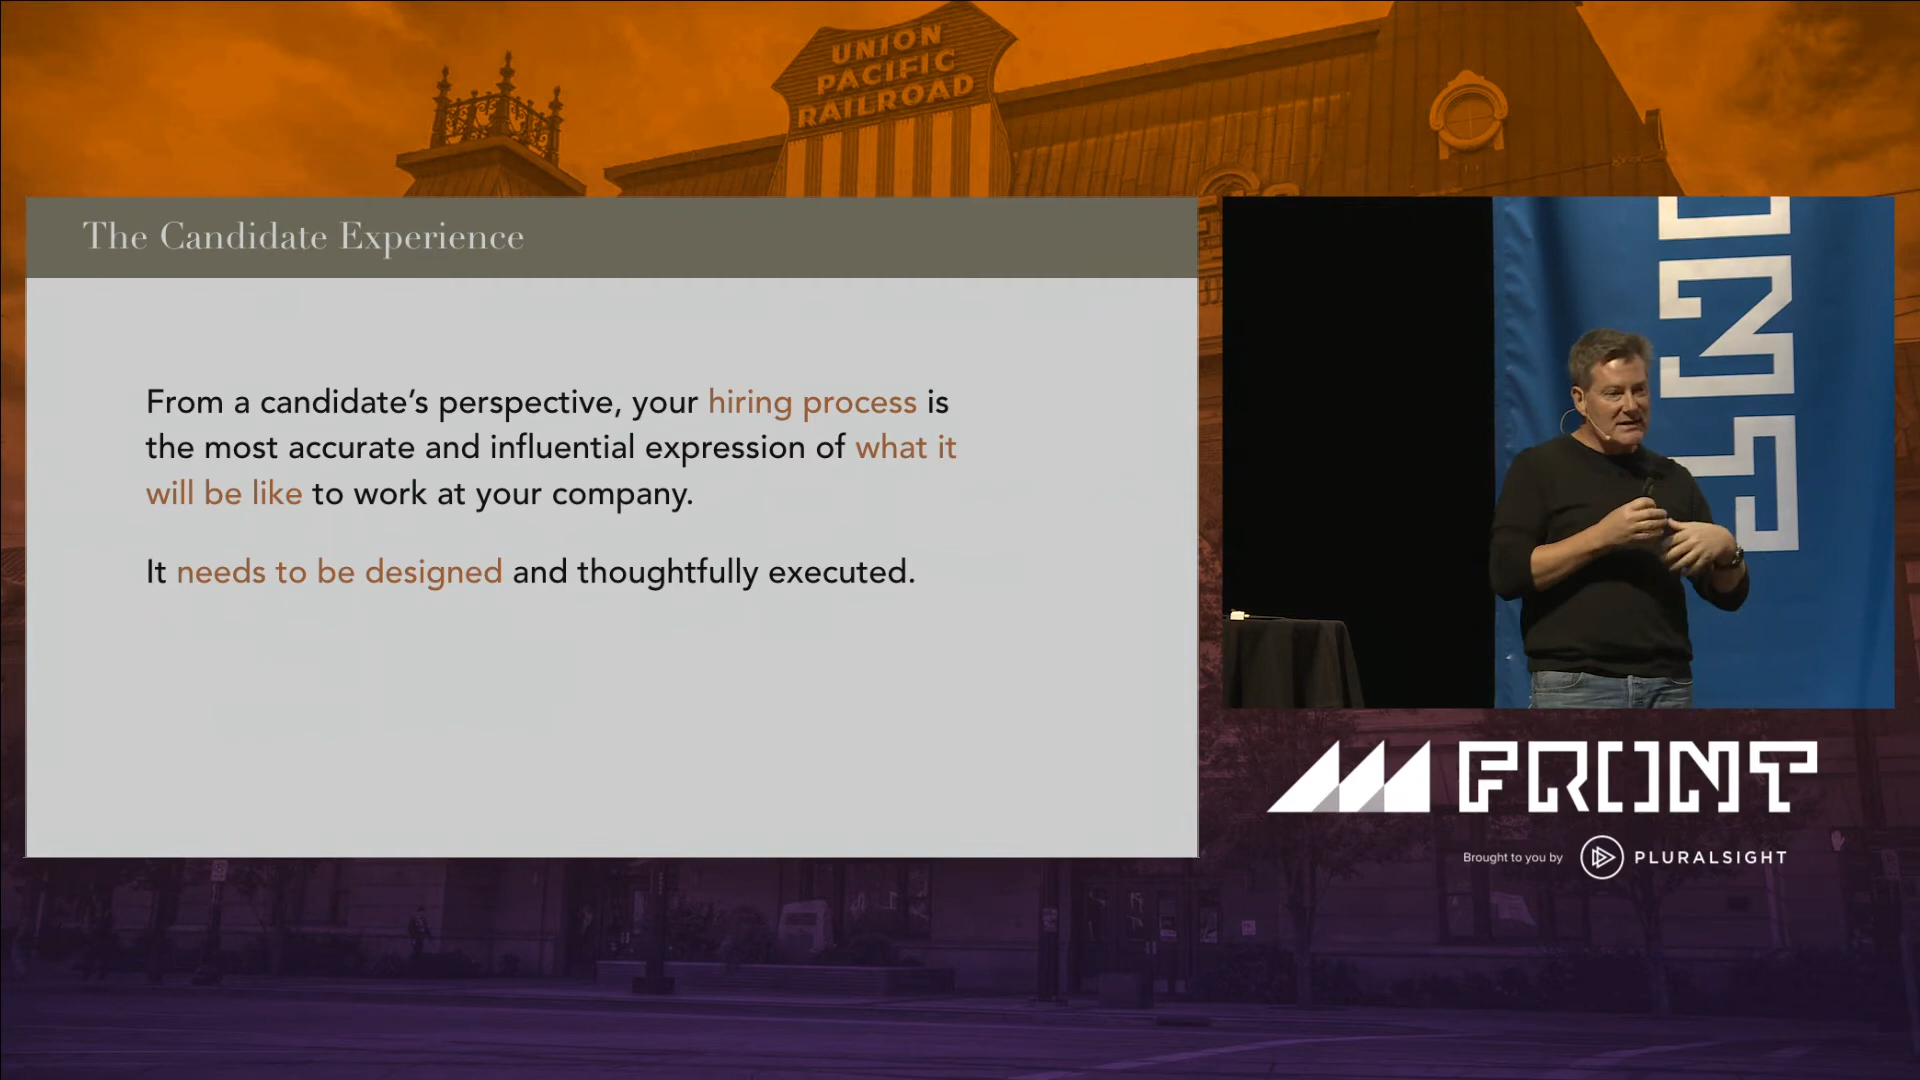 UNION
PACIFIC
RAILROAD
The Candidate Experience
From a candidate's perspective, your hiring process is
the most accurate and influential expression of what it
will be like to work at your company.
It needs to be designed and thoughtfully executed.
ONT
FRONT
Brought to you by PLURALSIGHT